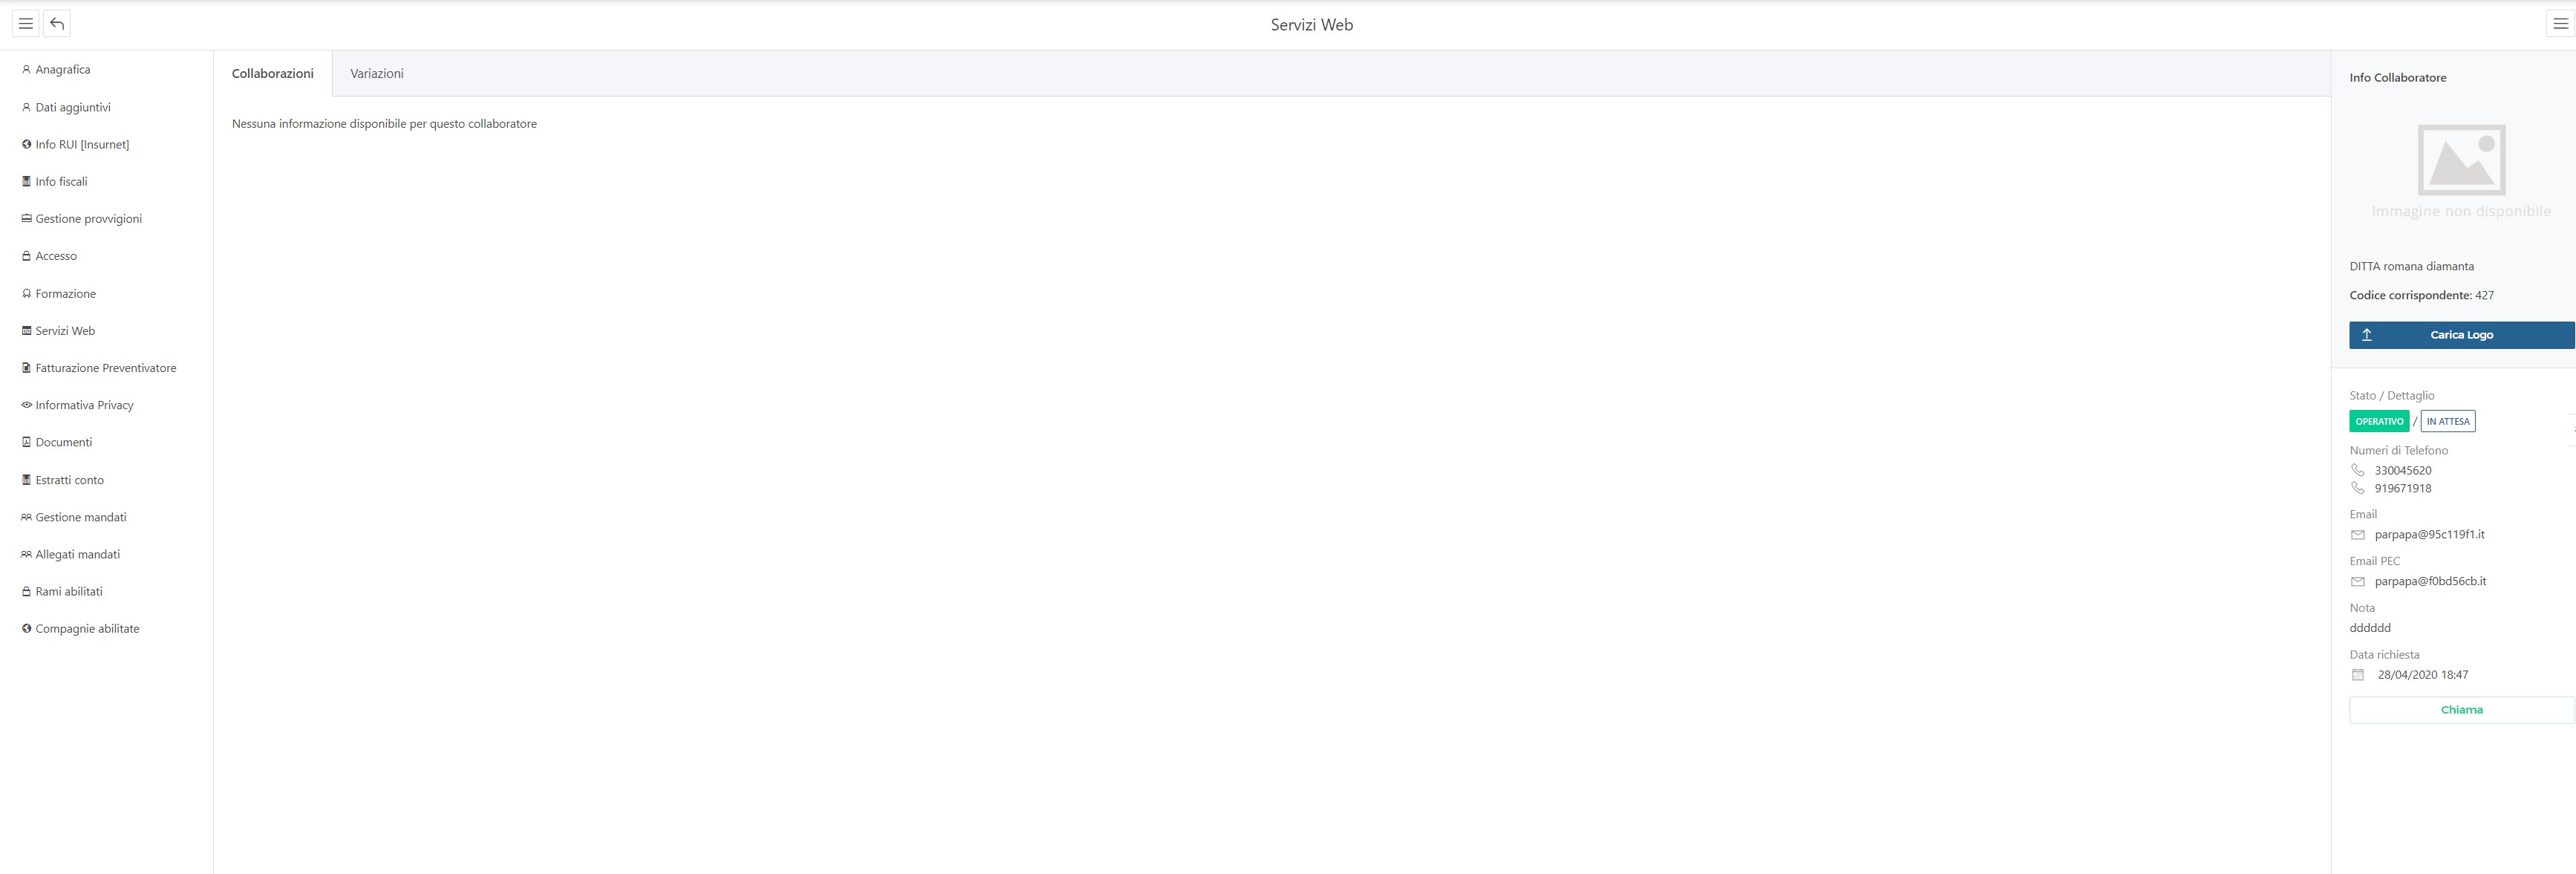 Servizi Web
Anagrafica
Dati aggiuntivi
Info RUI [Insurnet]
Info fiscali
Gestione provvigioni
Accesso
Formazione
Servizi Web
Fatturazione Preventivatore
Informativa Privacy
Documenti
Estratti conto
Gestione mandati
Allegati mandati
Rami abilitati
Compagnie abilitate
Collaborazioni Variazioni
Nessuna informazione disponibile per questo collaboratore
Info Collaboratore
Immagine non disponibile
DITTA romana diamanta
Codice corrispondente: 427
Carica Logo
Stato / Dettaglio
OPERATIVO / IN ATTESA
Numeri di Telefono
330045620
919671918
Email
parpapa@95c119f1.it
Email PEC
parpapa@f0bd56cb.it
Nota
dddddd
Data richiesta
28/04/2020 18:47
Chiama